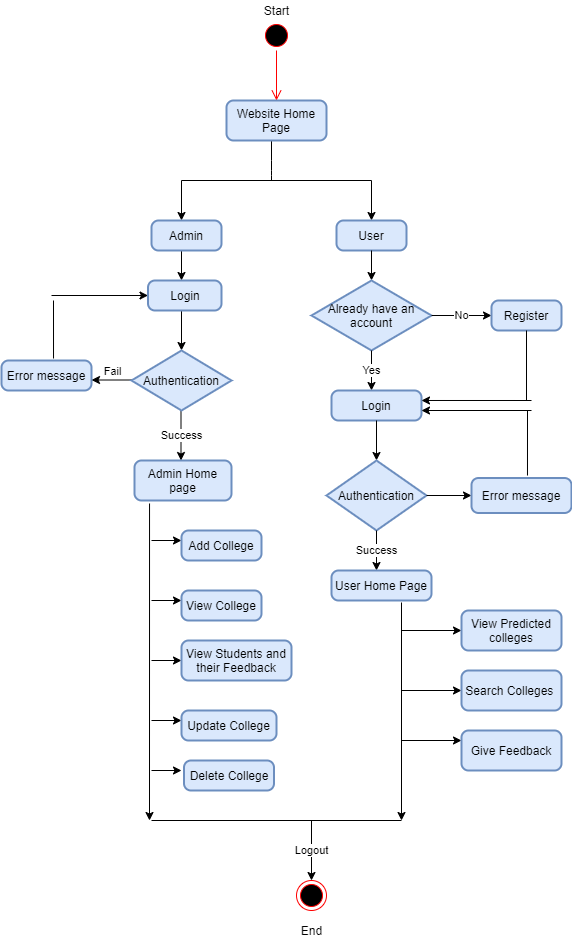 Start
Website Home
Page
Admin
User
Login
Already have an
account
No
Register
Error message
Fail
Authentication
Yes
Login
Success
Admin Home
page
Authentication
Error message
Success
Add College
User Home Page
View College
View Predicted
colleges
View Students and
their Feedback
Search Colleges
Update College
Give Feedback
Delete College
Logout
End